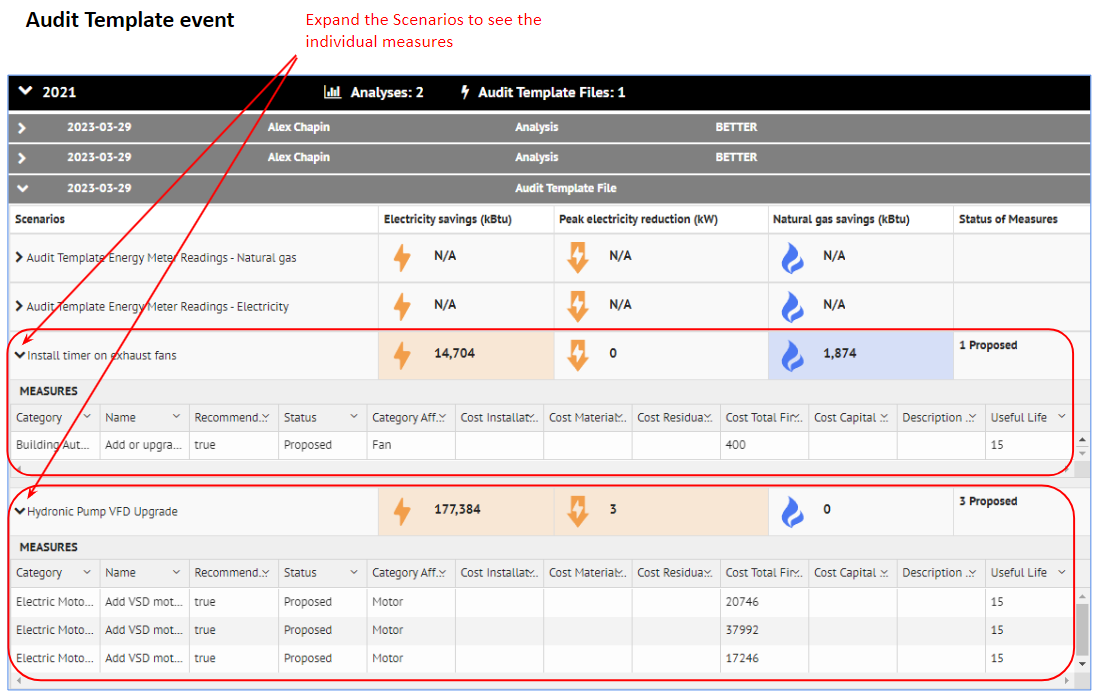 Audit Template event
Expand the Scenarios to see the
individual measures
2021 Analyses: 2 Audit Template Files: 1
2023-03-29 Alex Chapin Analysis BETTER
2023-03-29 Alex Chapin Analysis BETTER
2023-03-29 Audit Template File
Scenarios Electricity savings (kBtu) Peak electricity reduction (kW) Natural gas savings (kBtu) Status of Measures
Audit Template Energy Meter Readings - Natural gas N/A N/A N/A
Audit Template Energy Meter Readings - Electricity N/A N/A N/A
Install timer on exhaust fans 14,704 0 1,874 1 Proposed
MEASURES
Category Name Recommend... Status Category Aff... Cost Installat... Cost Material... Cost Residua... Cost Total Fir... Cost Capital ... Description ... Useful Life
Building Aut... Add or upgra... true Proposed Fan 400 15
Hydronic Pump VFD Upgrade 177,384 3 0 3 Proposed
MEASURES
Category Name Recommend... Status Category Aff... Cost Installat... Cost Material... Cost Residua... Cost Total Fir... Cost Capital ... Description ... Useful Life
Electric Moto... Add VSD mot... true Proposed Motor 20746 15
Electric Moto... Add VSD mot... true Proposed Motor 37992 15
Electric Moto... Add VSD mot... true Proposed Motor 17246 15